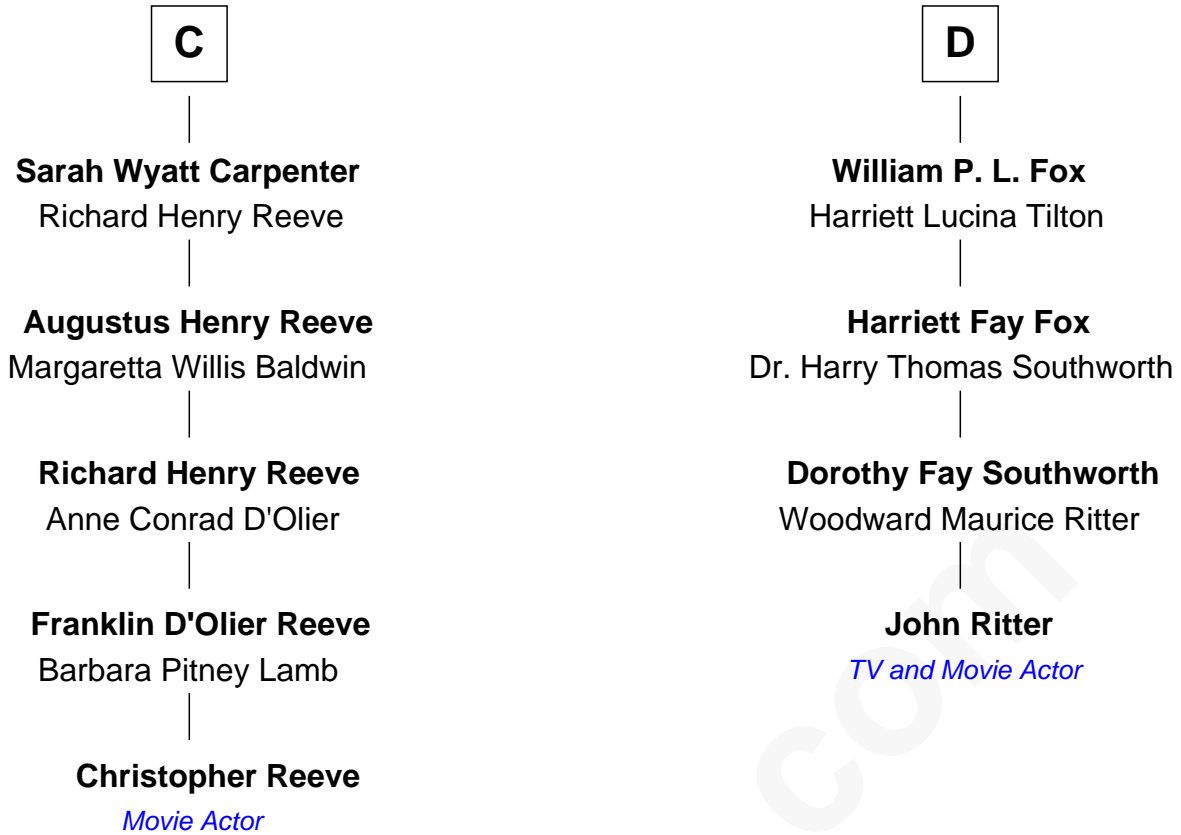 C
Sarah Wyatt Carpenter
Richard Henry Reeve
Augustus Henry Reeve
Margaretta Willis Baldwin
Richard Henry Reeve
Anne Conrad D'Olier
Franklin D'Olier Reeve
Barbara Pitney Lamb
Christopher Reeve
Movie Actor
D
William P. L. Fox
Harriett Lucina Tilton
Harriett Fay Fox
Dr. Harry Thomas Southworth
Dorothy Fay Southworth
Woodward Maurice Ritter
John Ritter
TV and Movie Actor
com